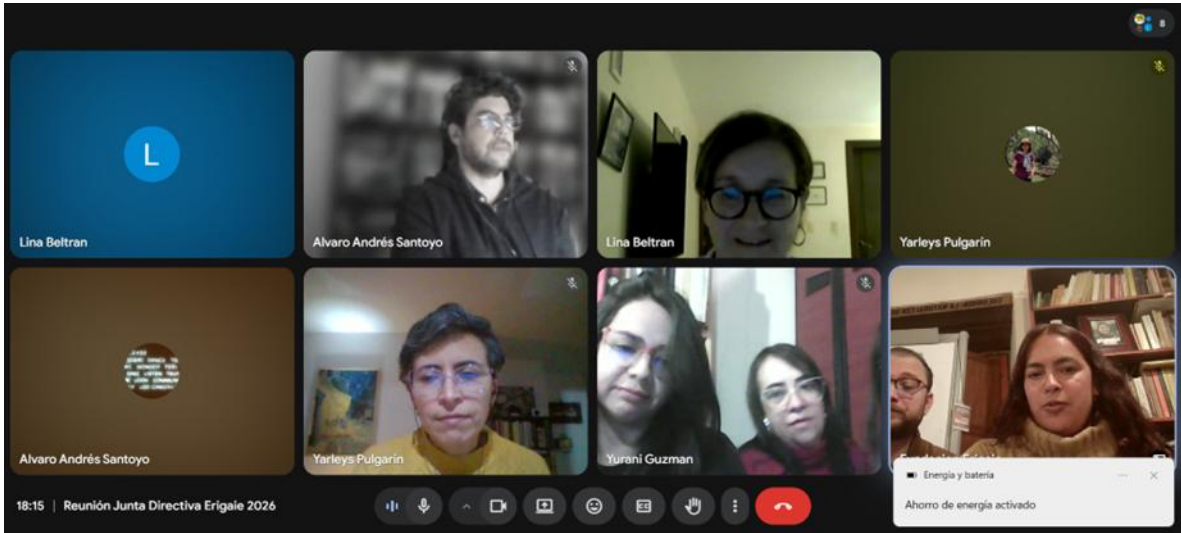 8
L
Lina Beltran
Alvaro Andrés Santoyo
Lina Beltran
Yarleys Pulgarín
Alvaro Andrés Santoyo
Yarleys Pulgarín
Yurani Guzman
Energía y batería
Ahorro de energía activado
18:15 | Reunión Junta Directiva Erigaie 2026